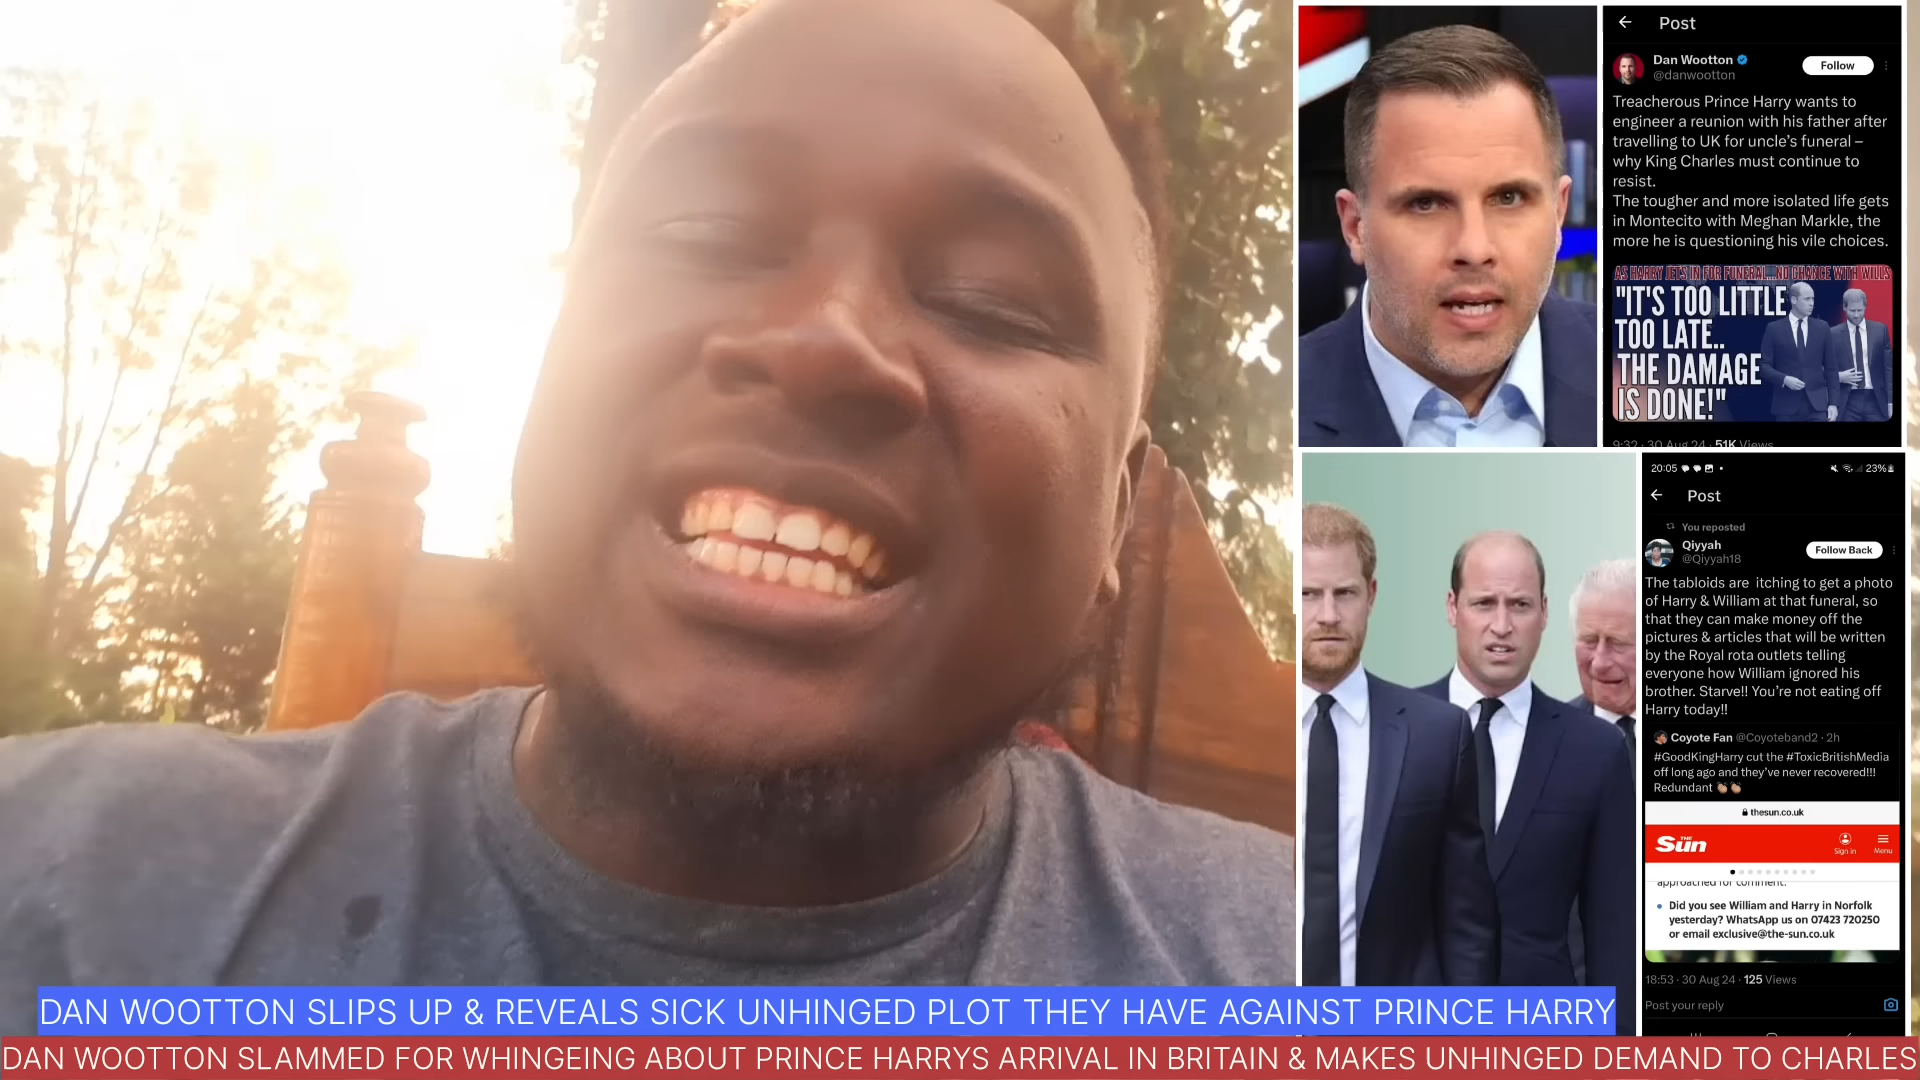 Post
Dan Wootton
@danwootton
Follow
Treacherous Prince Harry wants to
engineer a reunion with his father after
travelling to UK for uncle's funeral –
why King Charles must continue to
resist.
The tougher and more isolated life gets
in Montecito with Meghan Markle, the
more he is questioning his vile choices.
AS HARRY JETS IN FOR FUNERAL...NO CHANCE WITH WILLS
"IT'S TOO LITTLE
TOO LATE..
THE DAMAGE
IS DONE!"
9:32 · 30 Aug 24 · 51K Views
20:05
23%
Post
You reposted
Qiyyah
@Qiyyah18
Follow Back
The tabloids are itching to get a photo
of Harry & William at that funeral, so
that they can make money off the
pictures & articles that will be written
by the Royal rota outlets telling
everyone how William ignored his
brother. Starve!! You're not eating off
Harry today!!
Coyote Fan @Coyoteband2 · 2h
#GoodKingHarry cut the #ToxicBritishMedia
off long ago and they've never recovered!!!
Redundant 👏🏽👏🏽
thesun.co.uk
THE Sun
Sign in
Menu
approached for comment.
• Did you see William and Harry in Norfolk
yesterday? WhatsApp us on 07423 720250
or email exclusive@the-sun.co.uk
18:53 · 30 Aug 24 · 125 Views
Post your reply
DAN WOOTTON SLIPS UP & REVEALS SICK UNHINGED PLOT THEY HAVE AGAINST PRINCE HARRY
DAN WOOTTON SLAMMED FOR WHINGEING ABOUT PRINCE HARRYS ARRIVAL IN BRITAIN & MAKES UNHINGED DEMAND TO CHARLES